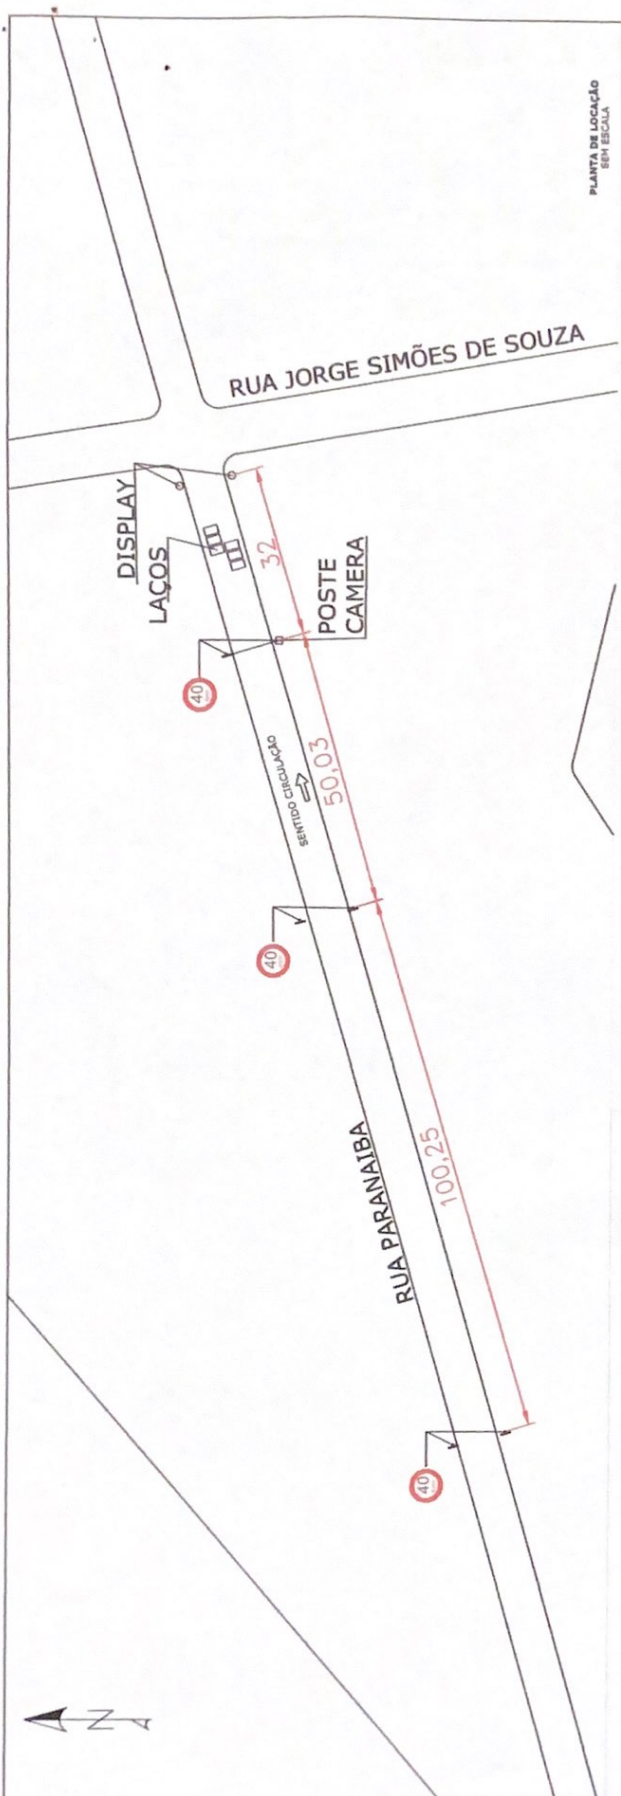 PLANTA DE LOCAÇÃO
SEM ESCALA
RUA JORGE SIMÕES DE SOUZA
DISPLAY
LAÇOS
32
POSTE
CAMERA
40
SENTIDO CIRCULAÇÃO
50,03
40
RUA PARANAIBA
100,25
40
N